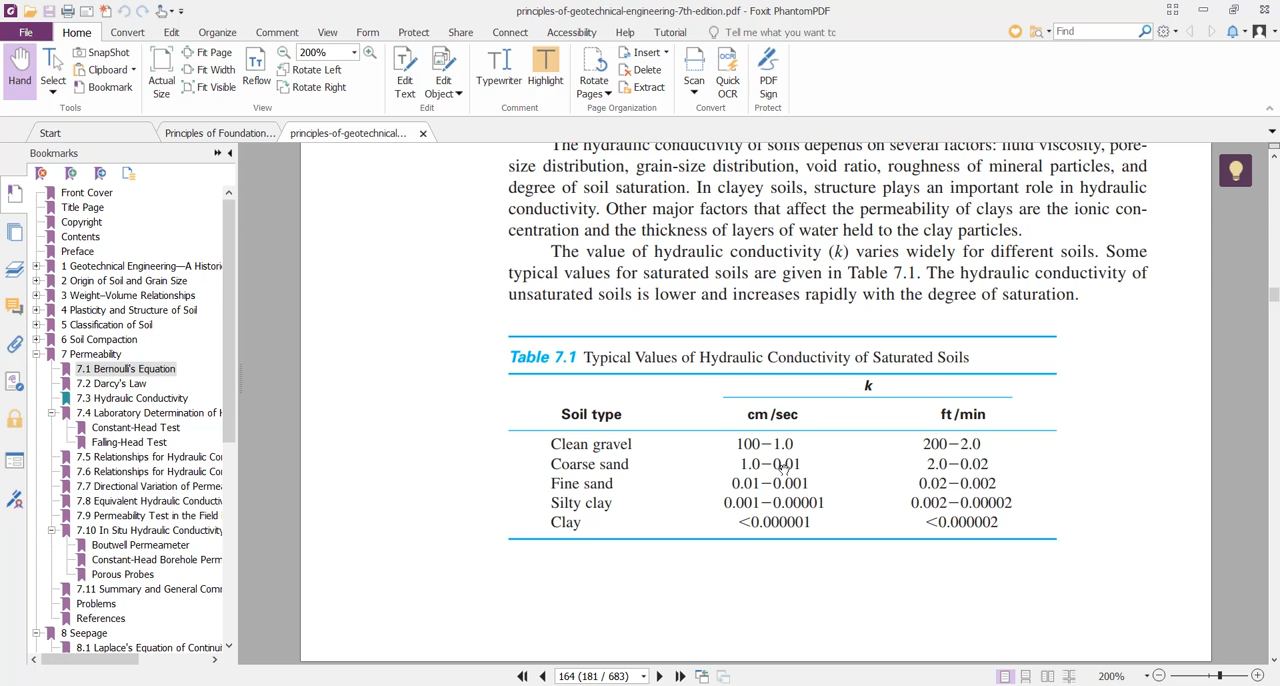 principles-of-geotechnical-engineering-7th-edition.pdf - Foxit PhantomPDF
File Home Convert Edit Organize Comment View Form Protect Share Connect Accessibility Help Tutorial Tell me what you want to Find
Hand
Select
SnapShot
Clipboard
Bookmark
Tools
Actual Size
Fit Page
Fit Width
Fit Visible
Reflow
200%
Rotate Left
Rotate Right
View
Edit Text
Edit Object
Edit
Typewriter
Highlight
Comment
Rotate Pages
Insert
Delete
Extract
Page Organization
Scan
Quick OCR
Convert
PDF Sign
Protect
Start Principles of Foundation... principles-of-geotechnical...
Bookmarks
Front Cover
Title Page
Copyright
Contents
Preface
1 Geotechnical Engineering—A Histori
2 Origin of Soil and Grain Size
3 Weight–Volume Relationships
4 Plasticity and Structure of Soil
5 Classification of Soil
6 Soil Compaction
7 Permeability
7.1 Bernoulli's Equation
7.2 Darcy's Law
7.3 Hydraulic Conductivity
7.4 Laboratory Determination of H
Constant-Head Test
Falling-Head Test
7.5 Relationships for Hydraulic Co
7.6 Relationships for Hydraulic Co
7.7 Directional Variation of Perme
7.8 Equivalent Hydraulic Conducti
7.9 Permeability Test in the Field
7.10 In Situ Hydraulic Conductivity
Boutwell Permeameter
Constant-Head Borehole Perm
Porous Probes
7.11 Summary and General Com
Problems
References
8 Seepage
8.1 Laplace's Equation of Continui
The hydraulic conductivity of soils depends on several factors: fluid viscosity, pore-
size distribution, grain-size distribution, void ratio, roughness of mineral particles, and
degree of soil saturation. In clayey soils, structure plays an important role in hydraulic
conductivity. Other major factors that affect the permeability of clays are the ionic con-
centration and the thickness of layers of water held to the clay particles.
The value of hydraulic conductivity (k) varies widely for different soils. Some
typical values for saturated soils are given in Table 7.1. The hydraulic conductivity of
unsaturated soils is lower and increases rapidly with the degree of saturation.
Table 7.1 Typical Values of Hydraulic Conductivity of Saturated Soils
k
Soil type cm/sec ft/min
Clean gravel 100–1.0 200–2.0
Coarse sand 1.0–0.01 2.0–0.02
Fine sand 0.01–0.001 0.02–0.002
Silty clay 0.001–0.00001 0.002–0.00002
Clay <0.000001 <0.000002
164 (181 / 683) 200%